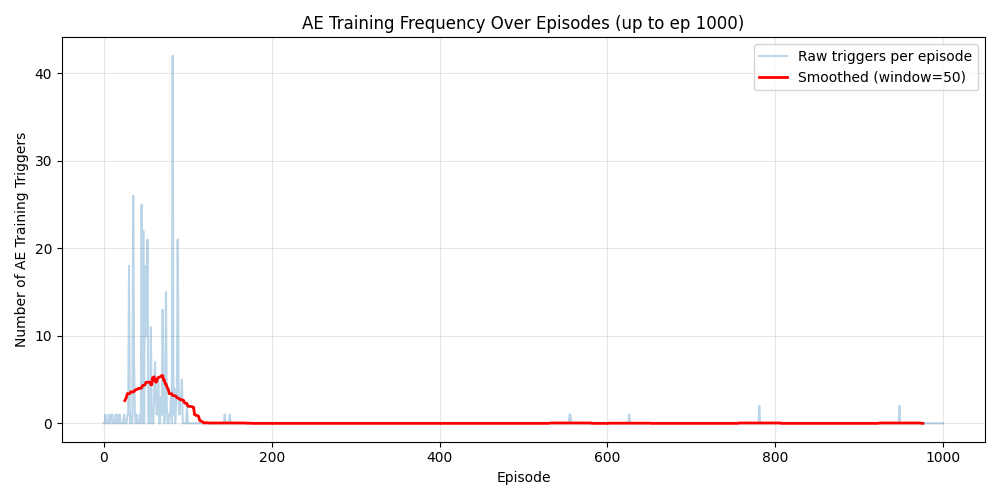 AE Training Frequency Over Episodes (up to ep 1000)
Raw triggers per episode
Smoothed (window=50)
Number of AE Training Triggers
40
30
20
10
0
0 200 400 600 800 1000
Episode